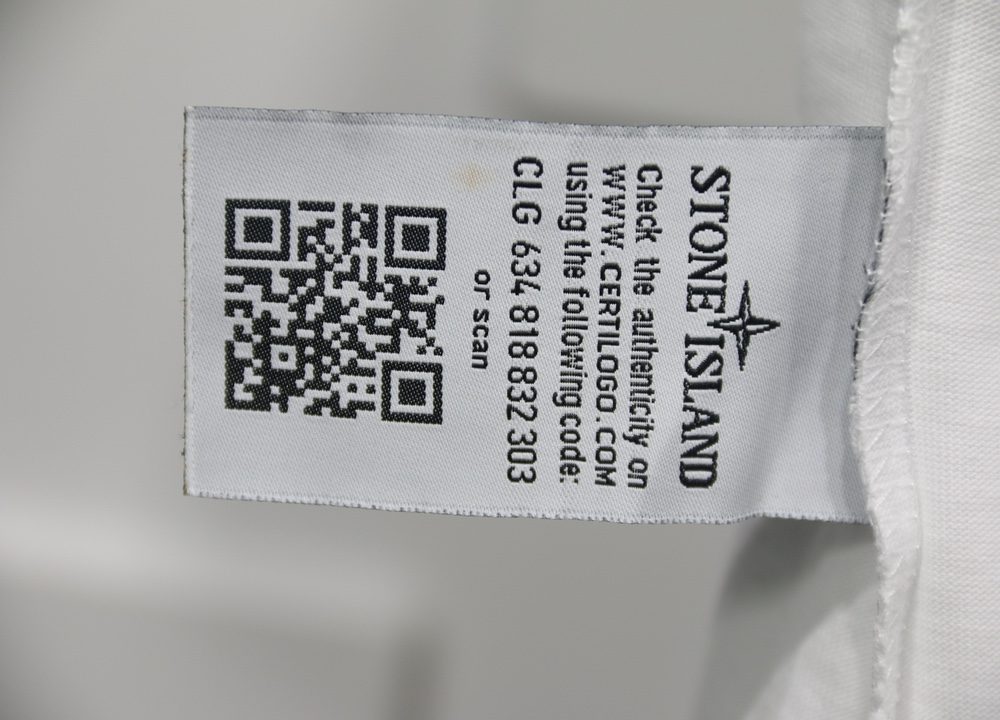 STONE ISLAND
Check the authenticity on
WWW.CERTILOGO.COM
using the following code:
CLG 634 818 832 303
or scan